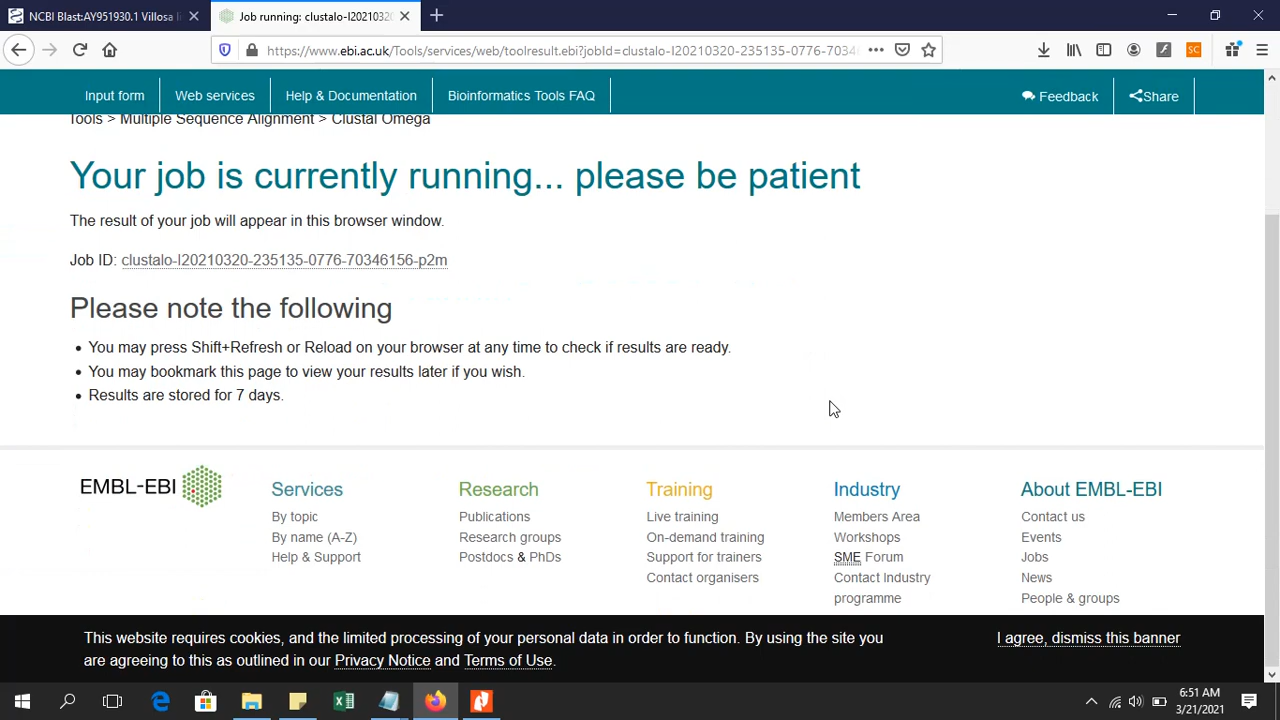 NCBI Blast:AY951930.1 Villosa li
Job running: clustalo-I20210320
https://www.ebi.ac.uk/Tools/services/web/toolresult.ebi?jobId=clustalo-I20210320-235135-0776-7034
SC
Input form
Web services
Help & Documentation
Bioinformatics Tools FAQ
Feedback
Share
Tools > Multiple Sequence Alignment > Clustal Omega
Your job is currently running... please be patient
The result of your job will appear in this browser window.
Job ID: clustalo-I20210320-235135-0776-70346156-p2m
Please note the following
• You may press Shift+Refresh or Reload on your browser at any time to check if results are ready.
• You may bookmark this page to view your results later if you wish.
• Results are stored for 7 days.
EMBL-EBI
Services
By topic
By name (A-Z)
Help & Support
Research
Publications
Research groups
Postdocs & PhDs
Training
Live training
On-demand training
Support for trainers
Contact organisers
Industry
Members Area
Workshops
SME Forum
Contact Industry
programme
About EMBL-EBI
Contact us
Events
Jobs
News
People & groups
This website requires cookies, and the limited processing of your personal data in order to function. By using the site you
are agreeing to this as outlined in our Privacy Notice and Terms of Use.
I agree, dismiss this banner
6:51 AM
3/21/2021